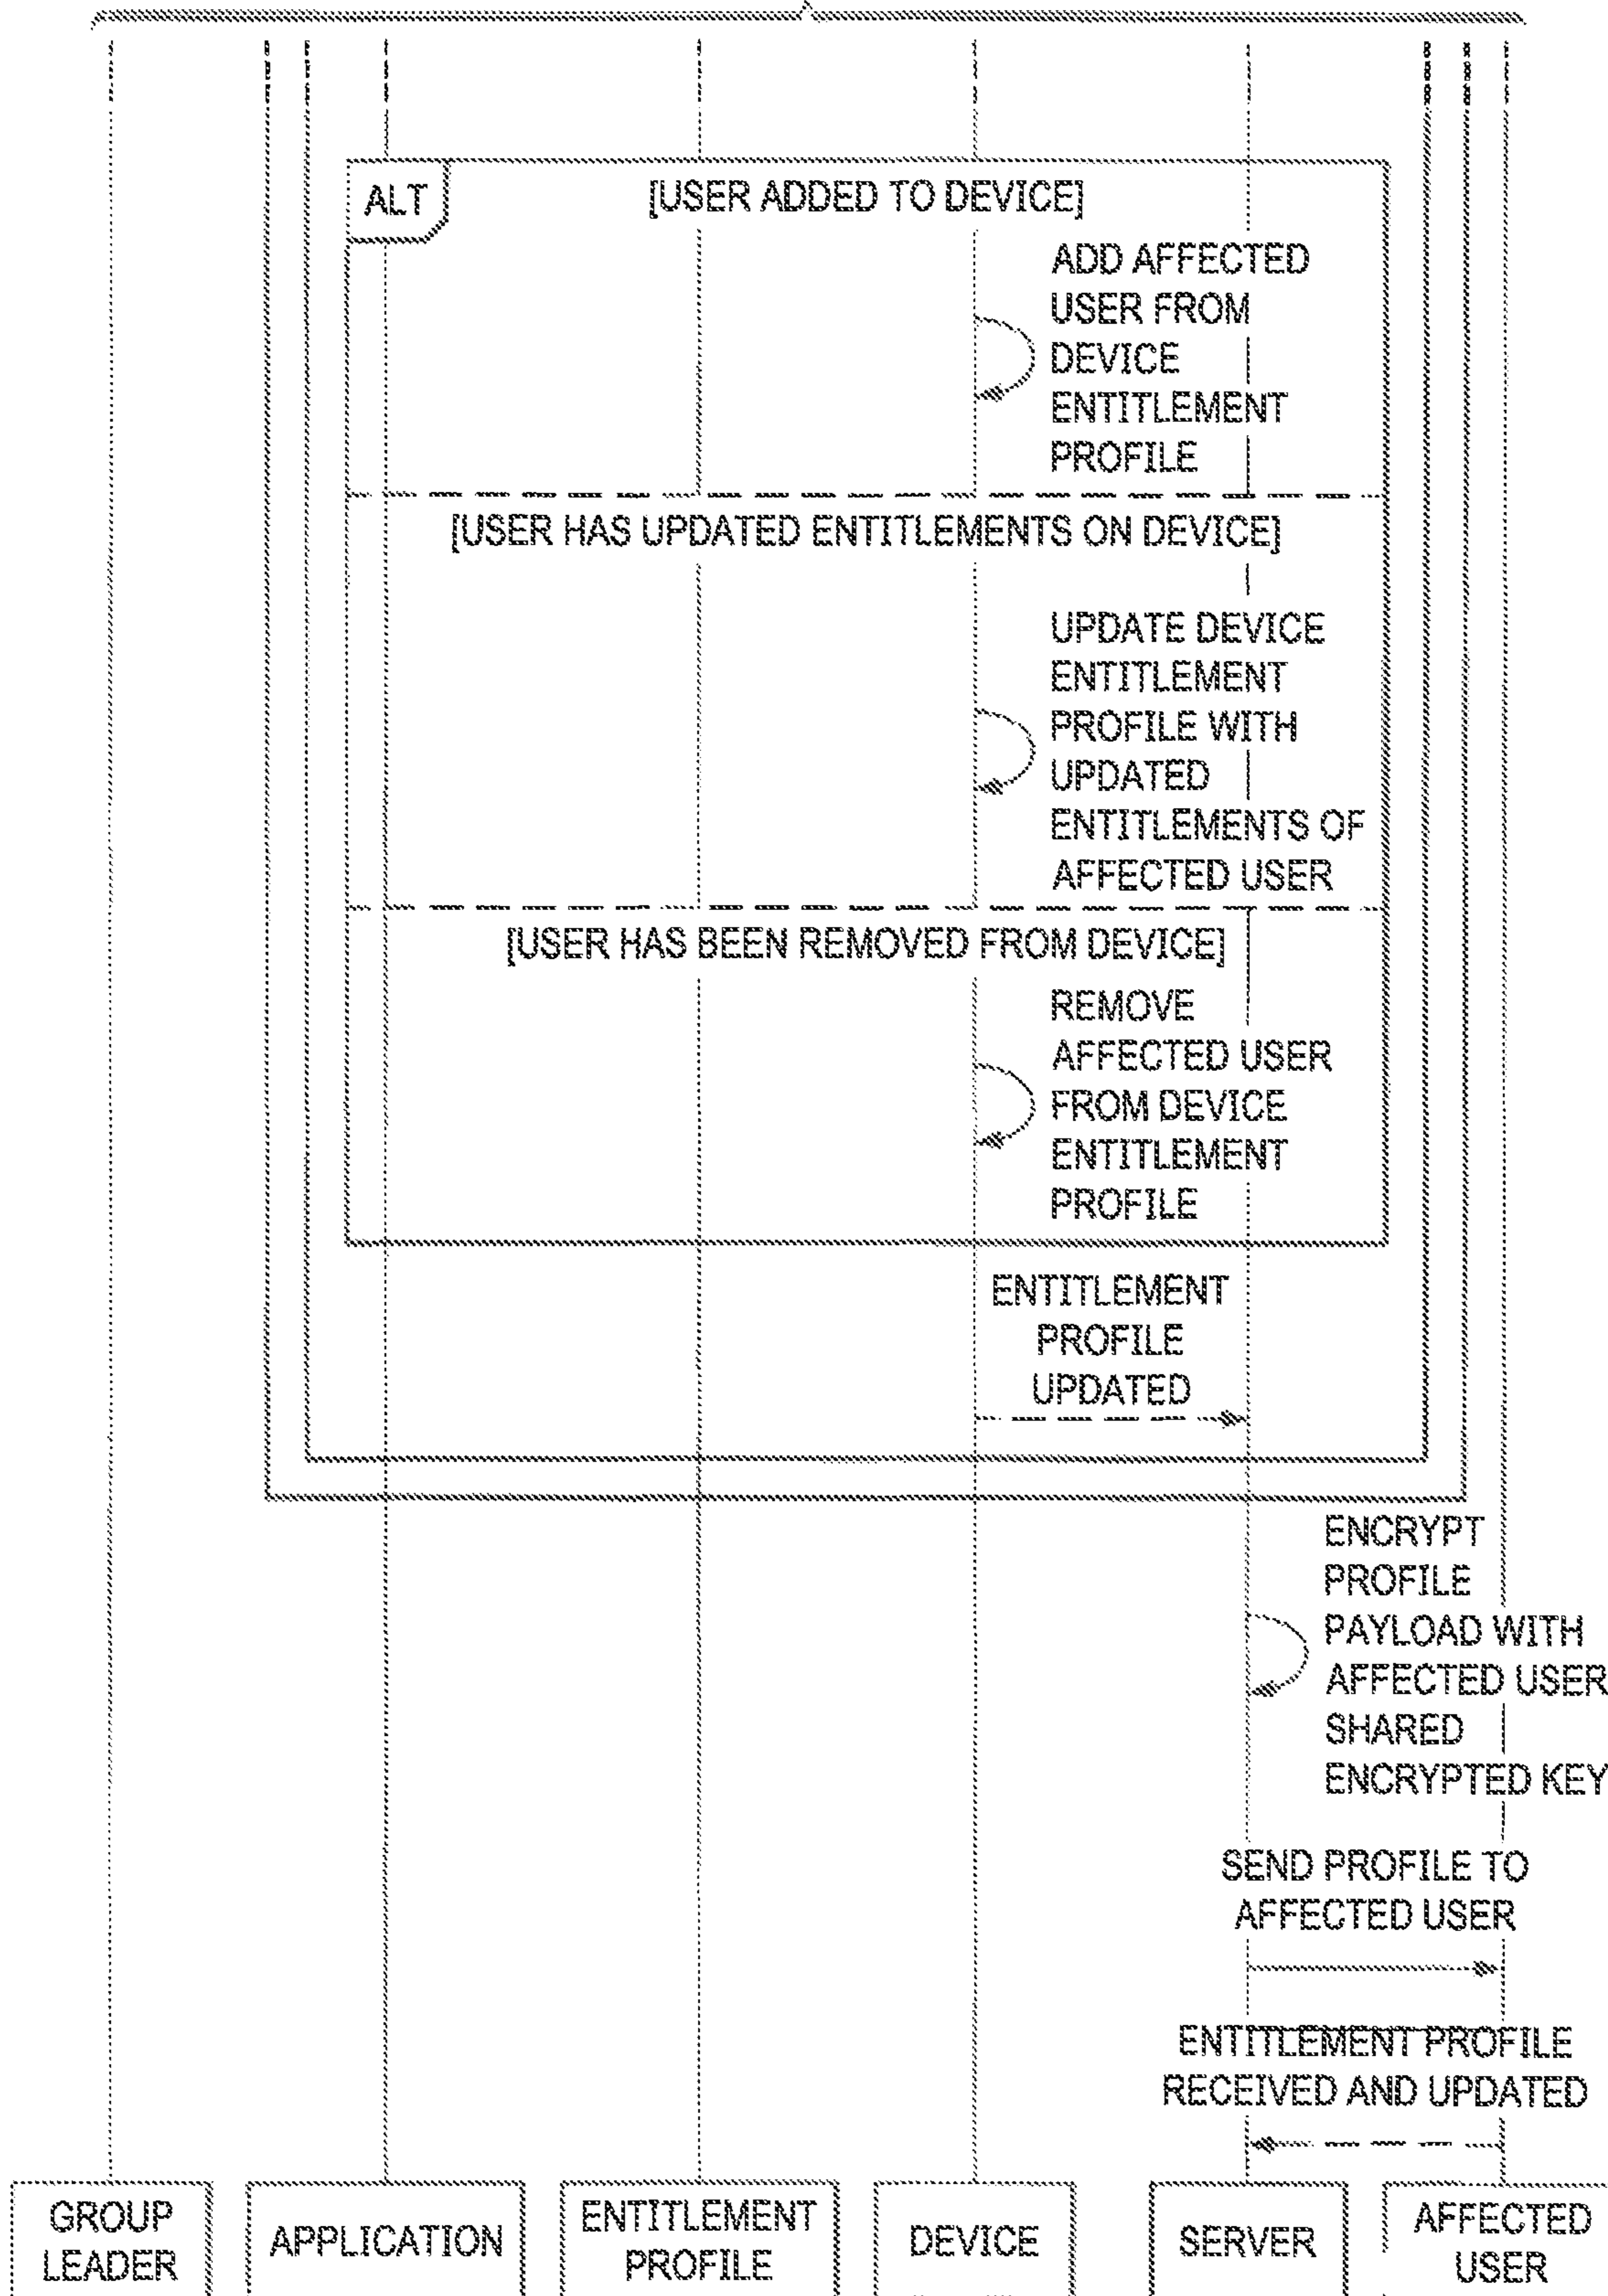 ALT
[USER ADDED TO DEVICE]
ADD AFFECTED
USER FROM
DEVICE
ENTITLEMENT
PROFILE
[USER HAS UPDATED ENTITLEMENTS ON DEVICE]
UPDATE DEVICE
ENTITLEMENT
PROFILE WITH
UPDATED
ENTITLEMENTS OF
AFFECTED USER
[USER HAS BEEN REMOVED FROM DEVICE]
REMOVE
AFFECTED USER
FROM DEVICE
ENTITLEMENT
PROFILE
ENTITLEMENT
PROFILE
UPDATED
ENCRYPT
PROFILE
PAYLOAD WITH
AFFECTED USER
SHARED
ENCRYPTED KEY
SEND PROFILE TO
AFFECTED USER
ENTITLEMENT PROFILE
RECEIVED AND UPDATED
GROUP
LEADER
APPLICATION
ENTITLEMENT
PROFILE
DEVICE
SERVER
AFFECTED
USER